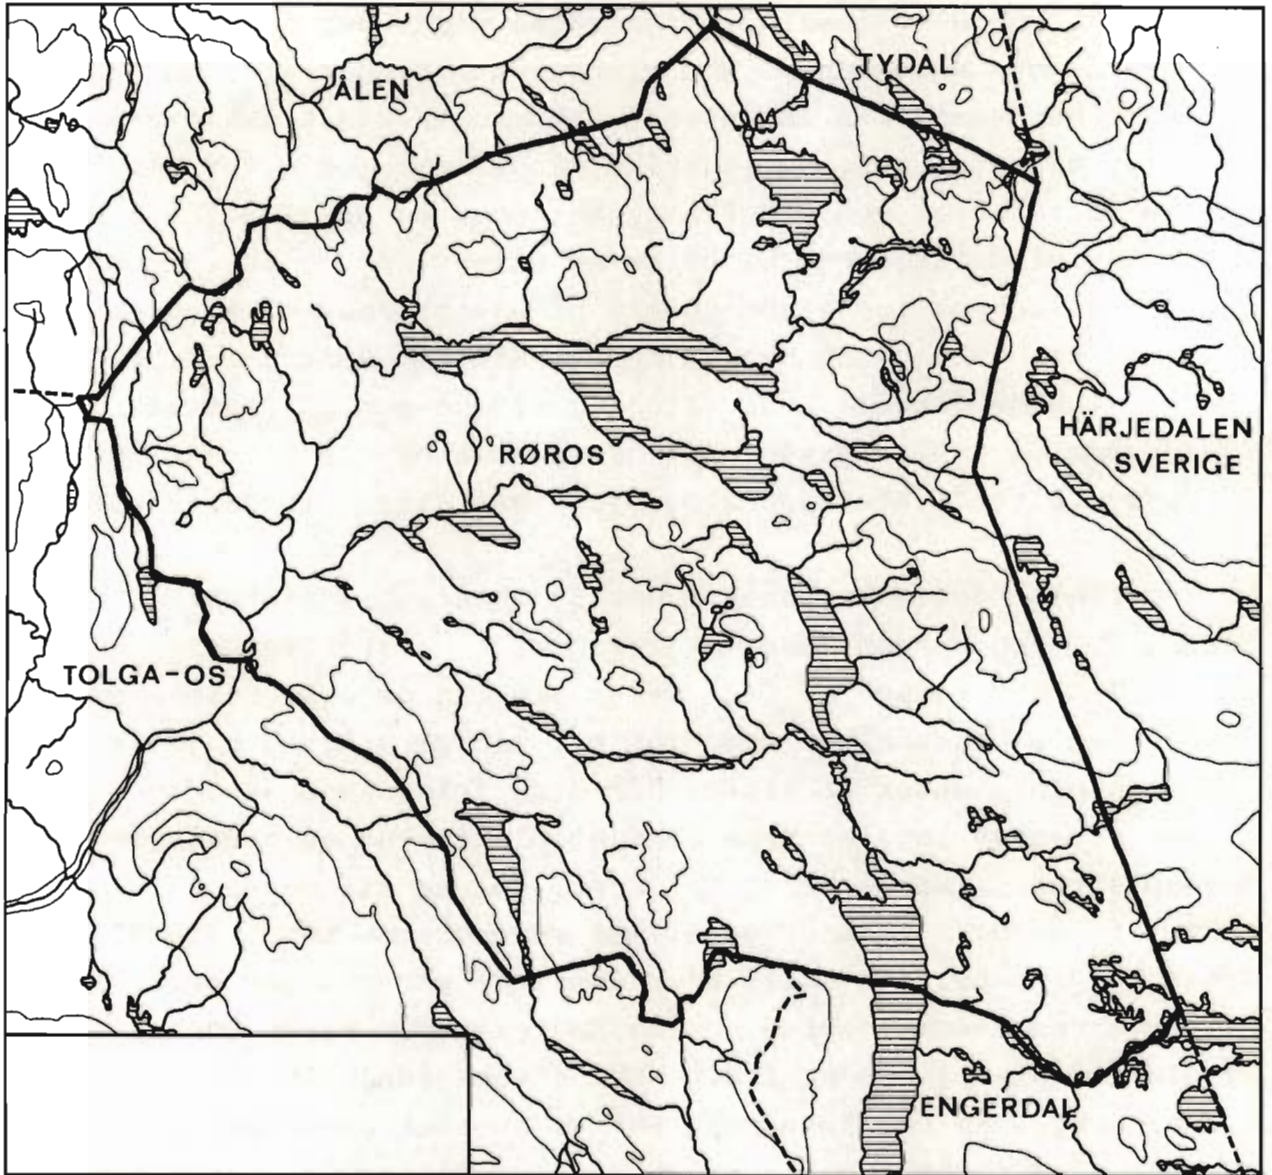 TYDAL
ÅLEN
HÄRJEDALEN
SVERIGE
RØROS
TOLGA-OS
ENGERDAL